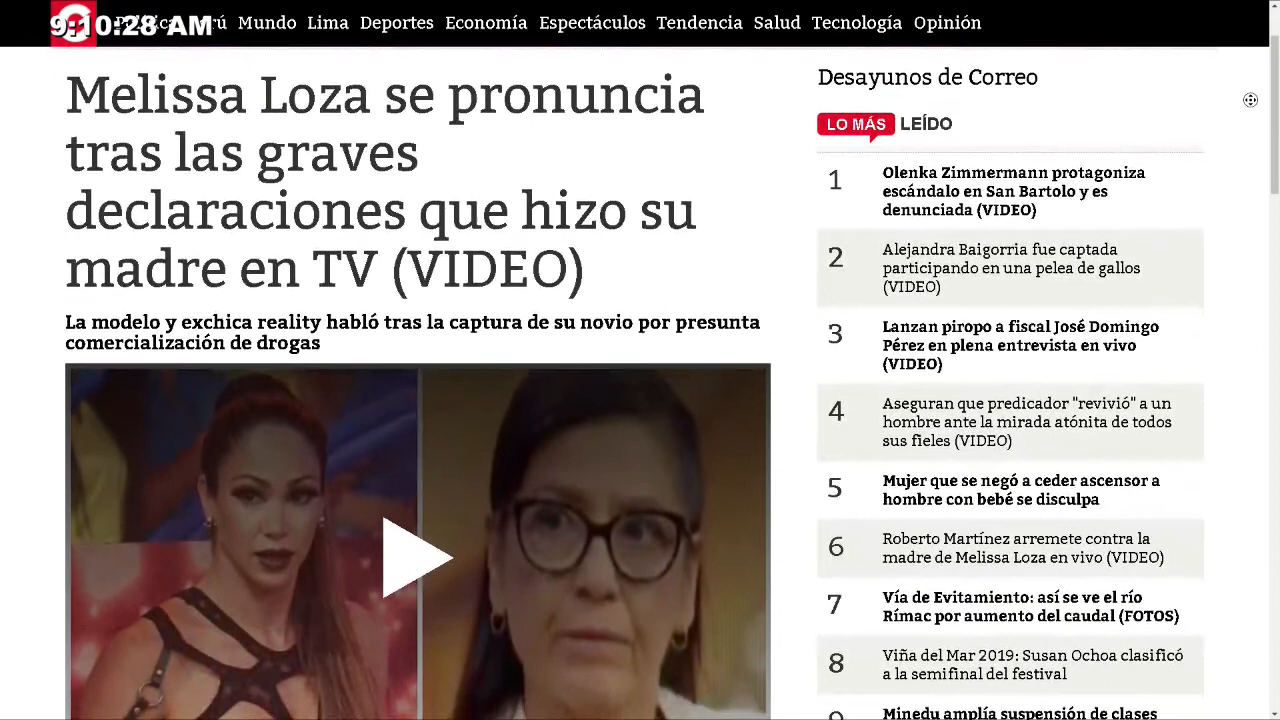 9:10:28 AM
Mundo Lima Deportes Economía Espectáculos Tendencia Salud Tecnología Opinión
Melissa Loza se pronuncia
tras las graves
declaraciones que hizo su
madre en TV (VIDEO)
La modelo y exchica reality habló tras la captura de su novio por presunta
comercialización de drogas
Desayunos de Correo
LO MÁS LEÍDO
1
Olenka Zimmermann protagoniza
escándalo en San Bartolo y es
denunciada (VIDEO)
2
Alejandra Baigorria fue captada
participando en una pelea de gallos
(VIDEO)
3
Lanzan piropo a fiscal José Domingo
Pérez en plena entrevista en vivo
(VIDEO)
4
Aseguran que predicador "revivió" a un
hombre ante la mirada atónita de todos
sus fieles (VIDEO)
5
Mujer que se negó a ceder ascensor a
hombre con bebé se disculpa
6
Roberto Martínez arremete contra la
madre de Melissa Loza en vivo (VIDEO)
7
Vía de Evitamiento: así se ve el río
Rímac por aumento del caudal (FOTOS)
8
Viña del Mar 2019: Susan Ochoa clasificó
a la semifinal del festival
9
Minedu amplía suspensión de clases